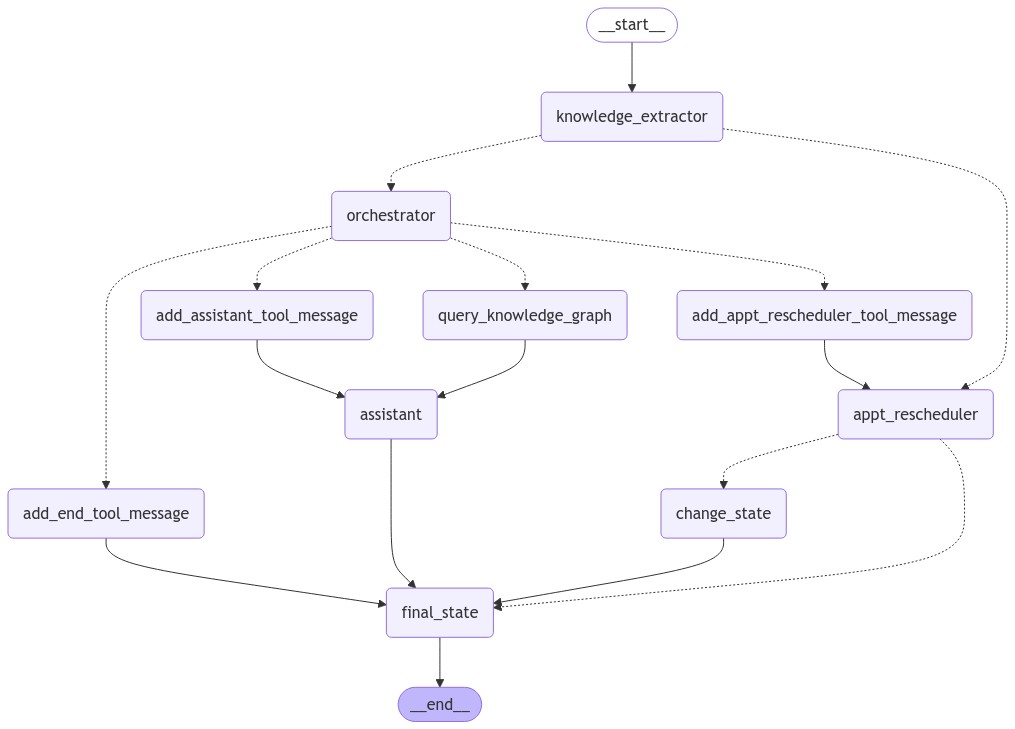 __start__
knowledge_extractor
orchestrator
add_assistant_tool_message
query_knowledge_graph
add_appt_rescheduler_tool_message
assistant
appt_rescheduler
add_end_tool_message
change_state
final_state
__end__